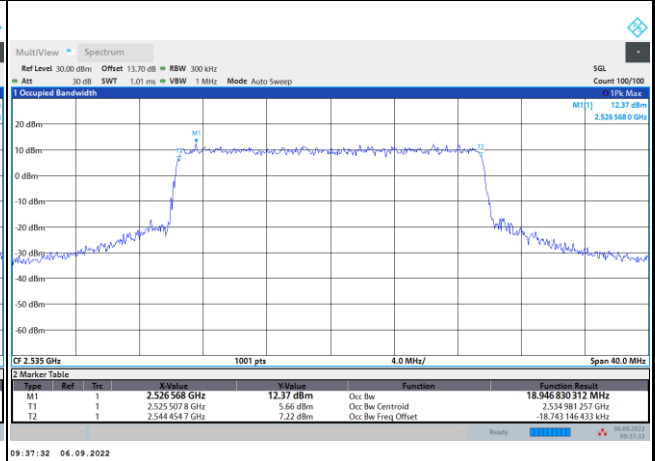 MultiView Spectrum
Ref Level 30.00 dBm Offset 13.70 dB RBW 300 kHz SGL
Att 30 dB SWT 1.01 ms VBW 1 MHz Mode Auto Sweep Count 100/100
1 Occupied Bandwidth 1Pk Max
M1[1] 12.37 dBm
2.526 568 0 GHz
20 dBm
M1
10 dBm
T2
0 dBm
-10 dBm
-20 dBm
-30 dBm
-40 dBm
-50 dBm
-60 dBm
CF 2.535 GHz 1001 pts 4.0 MHz/ Span 40.0 MHz
2 Marker Table
Type Ref Trc X-Value Y-Value Function Function Result
M1 1 2.526 568 GHz 12.37 dBm Occ Bw 18.946 830 312 MHz
T1 1 2.525 507 8 GHz 5.66 dBm Occ Bw Centroid 2.534 981 257 GHz
T2 1 2.544 454 7 GHz 7.22 dBm Occ Bw Freq Offset -18.743 146 433 kHz
Ready 06.09.2022
09:37:32
09:37:32 06.09.2022